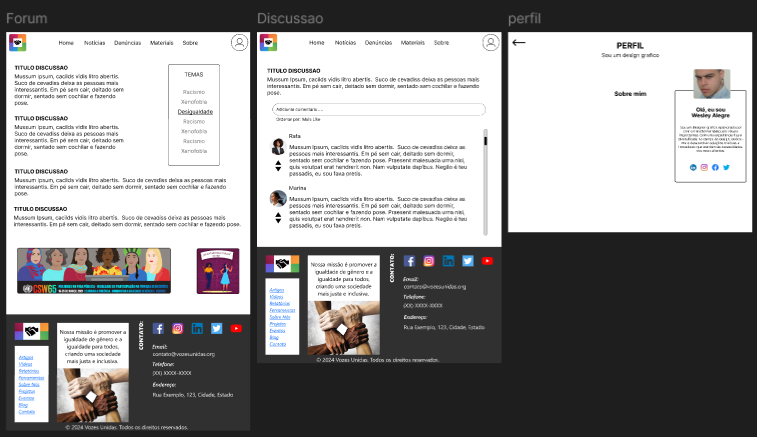 Forum
Home Notícias Denúncias Materiais Sobre
TITULO DISCUSSAO
Mussum Ipsum, cacilds vidis litro abertis.
Suco de cevadiss deixa as pessoas mais
interessantis. Em pé sem cair, deitado sem
dormir, sentado sem cochilar e fazendo
pose.
TITULO DISCUSSAO
Mussum Ipsum, cacilds vidis litro abertis.
Suco de cevadiss deixa as pessoas mais
interessantis. Em pé sem cair, deitado sem
dormir, sentado sem cochilar e fazendo
pose.
TEMAS
Racismo
Xenofobia
Desigualdade
Racismo
Xenofobia
Racismo
Xenofobia
TITULO DISCUSSAO
Mussum Ipsum, cacilds vidis litro abertis. Suco de cevadiss deixa as pessoas mais
interessantis. Em pé sem cair, deitado sem dormir, sentado sem cochilar e fazendo
pose.
TITULO DISCUSSAO
Mussum Ipsum, cacilds vidis litro abertis. Suco de cevadiss deixa as pessoas mais
interessantis. Em pé sem cair, deitado sem dormir, sentado sem cochilar e fazendo pose.
CSW65
Nossa missão é promover a
igualdade de gênero e a
igualdade para todos,
criando uma sociedade
mais justa e inclusiva.
Artigos
Vídeos
Relatórios
Ferramentas
Sobre Nós
Projetos
Eventos
Blog
Contato
CONTATO:
Email:
contato@vozesunidas.org
Telefone:
(XX) XXXX-XXXX
Endereço:
Rua Exemplo, 123, Cidade, Estado
© 2024 Vozes Unidas. Todos os direitos reservados.
Discussao
Home Notícias Denúncias Materiais Sobre
TITULO DISCUSSAO
Mussum Ipsum, cacilds vidis litro abertis. Suco de cevadiss deixa as pessoas mais
interessantis. Em pé sem cair, deitado sem dormir, sentado sem cochilar e fazendo
pose.
Adicionar comentario ....
Ordenar por: Mais Like
Rafa
Mussum Ipsum, cacilds vidis litro abertis. Suco de cevadiss deixa as
pessoas mais interessantis. Em pé sem cair, deitado sem dormir,
sentado sem cochilar e fazendo pose. Praesent malesuada urna nisi,
quis volutpat erat hendrerit non. Nam vulputate dapibus. Negão é teu
passadis, eu sou faxa pretis.
Marina
Mussum Ipsum, cacilds vidis litro abertis. Suco de cevadiss deixa as
pessoas mais interessantis. Em pé sem cair, deitado sem dormir,
sentado sem cochilar e fazendo pose. Praesent malesuada urna nisi,
quis volutpat erat hendrerit non. Nam vulputate dapibus. Negão é teu
passadis, eu sou faxa pretis.
Nossa missão é promover a
igualdade de gênero e a
igualdade para todos,
criando uma sociedade
mais justa e inclusiva.
Artigos
Vídeos
Relatórios
Ferramentas
Sobre Nós
Projetos
Eventos
Blog
Contato
CONTATO:
Email:
contato@vozesunidas.org
Telefone:
(XX) XXXX-XXXX
Endereço:
Rua Exemplo, 123, Cidade, Estado
© 2024 Vozes Unidas. Todos os direitos reservados.
perfil
PERFIL
Sou um design grafico
Sobre mim
Olá, eu sou
Wesley Alegre